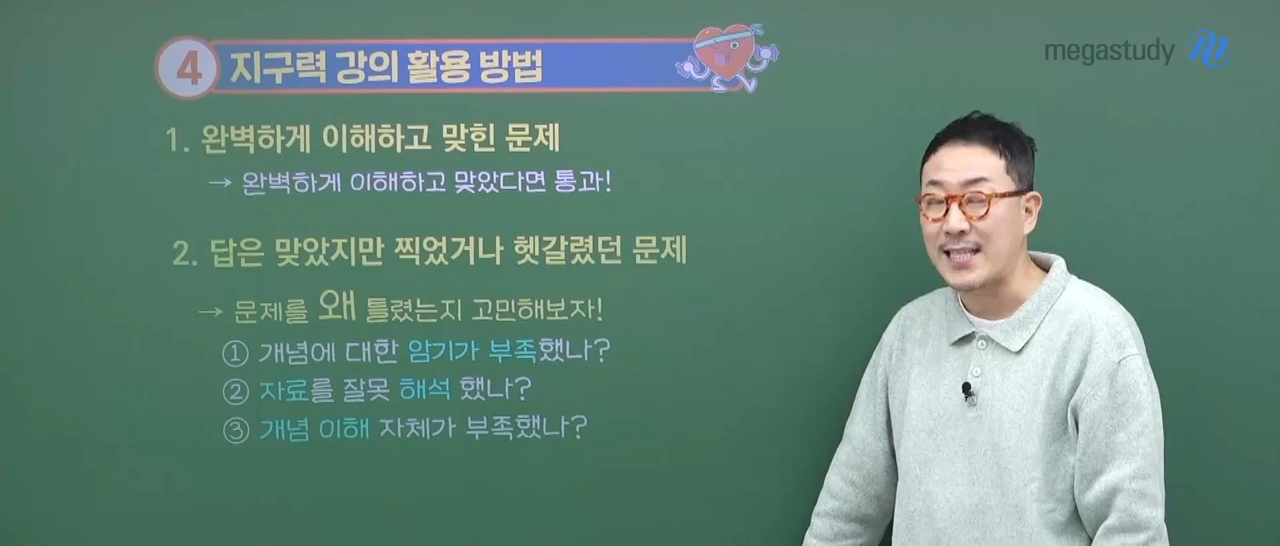 megastudy
4 지구력 강의 활용 방법
1. 완벽하게 이해하고 맞힌 문제
→ 완벽하게 이해하고 맞았다면 통과!
2. 답은 맞았지만 찍었거나 헷갈렸던 문제
→ 문제를 왜 틀렸는지 고민해보자!
① 개념에 대한 암기가 부족했나?
② 자료를 잘못 해석 했나?
③ 개념 이해 자체가 부족했나?